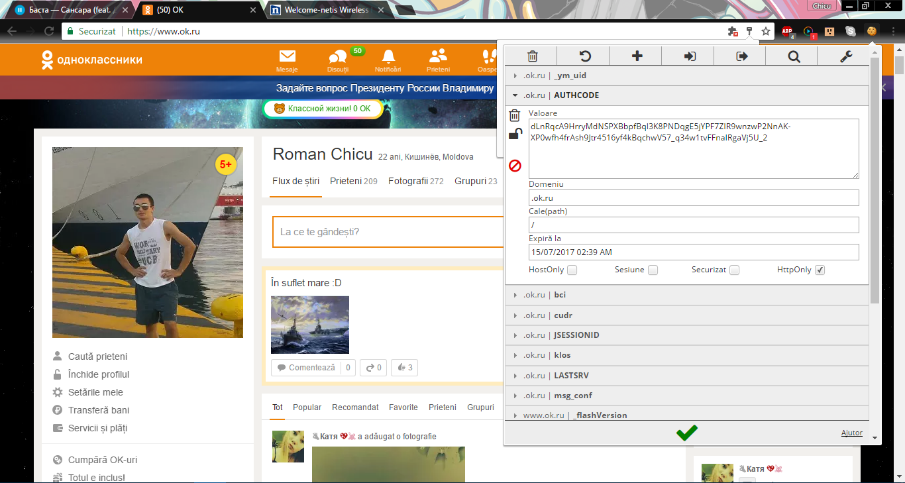 Баста — Сансара (feat.
(50) OK
Welcome-netis Wireless
Chicu
Securizat
https://www.ok.ru
одноклассники
50
Mesaje
Discuții
Notificări
Prieteni
Oaspe
Задайте вопрос Президенту России Владимиру
Классной жизни! 0 ОК
5+
Roman Chicu 22 ani, Кишинёв, Moldova
Flux de știri
Prieteni 209
Fotografii 272
Grupuri 23
La ce te gândești?
În suflet mare :D
Comentează 0
0
3
Caută prieteni
Închide profilul
Setările mele
Transferă bani
Servicii și plăți
Cumpără OK-uri
Totul e inclus!
Tot
Popular
Recomandat
Favorite
Prieteni
Grupuri
Катя a adăugat o fotografie
.ok.ru | _ym_uid
.ok.ru | AUTHCODE
Valoare
dLnRqcA9HrryMdNSPXBbpfBql3K8PNDqgE5jYPF7ZIR9wnzwP2NnAK-
XP0wfh4frAsh9Jtr4516yf4kBqchwV57_q34w1tvFFnalRgaVj5U_2
Domeniu
.ok.ru
Cale(path)
/
Expiră la
15/07/2017 02:39 AM
HostOnly
Sesiune
Securizat
HttpOnly
.ok.ru | bci
.ok.ru | cudr
.ok.ru | JSESSIONID
.ok.ru | klos
.ok.ru | LASTSRV
.ok.ru | msg_conf
www.ok.ru | _flashVersion
Ajutor
Катя